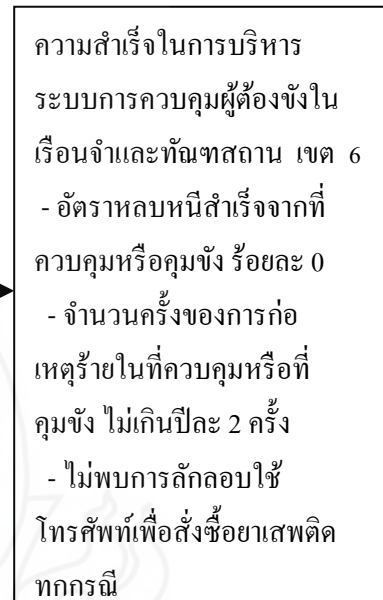 ความสำเร็จในการบริหาร
ระบบการควบคุมผู้ต้องขังใน
เรือนจำและทัณฑสถาน เขต 6
- อัตราหลบหนีสำเร็จจากที่
ควบคุมหรือคุมขัง ร้อยละ 0
- จำนวนครั้งของการก่อ
เหตุร้ายในที่ควบคุมหรือที่
คุมขัง ไม่เกินปีละ 2 ครั้ง
- ไม่พบการลักลอบใช้
โทรศัพท์เพื่อสั่งซื้อยาเสพติด
ทกกรณี